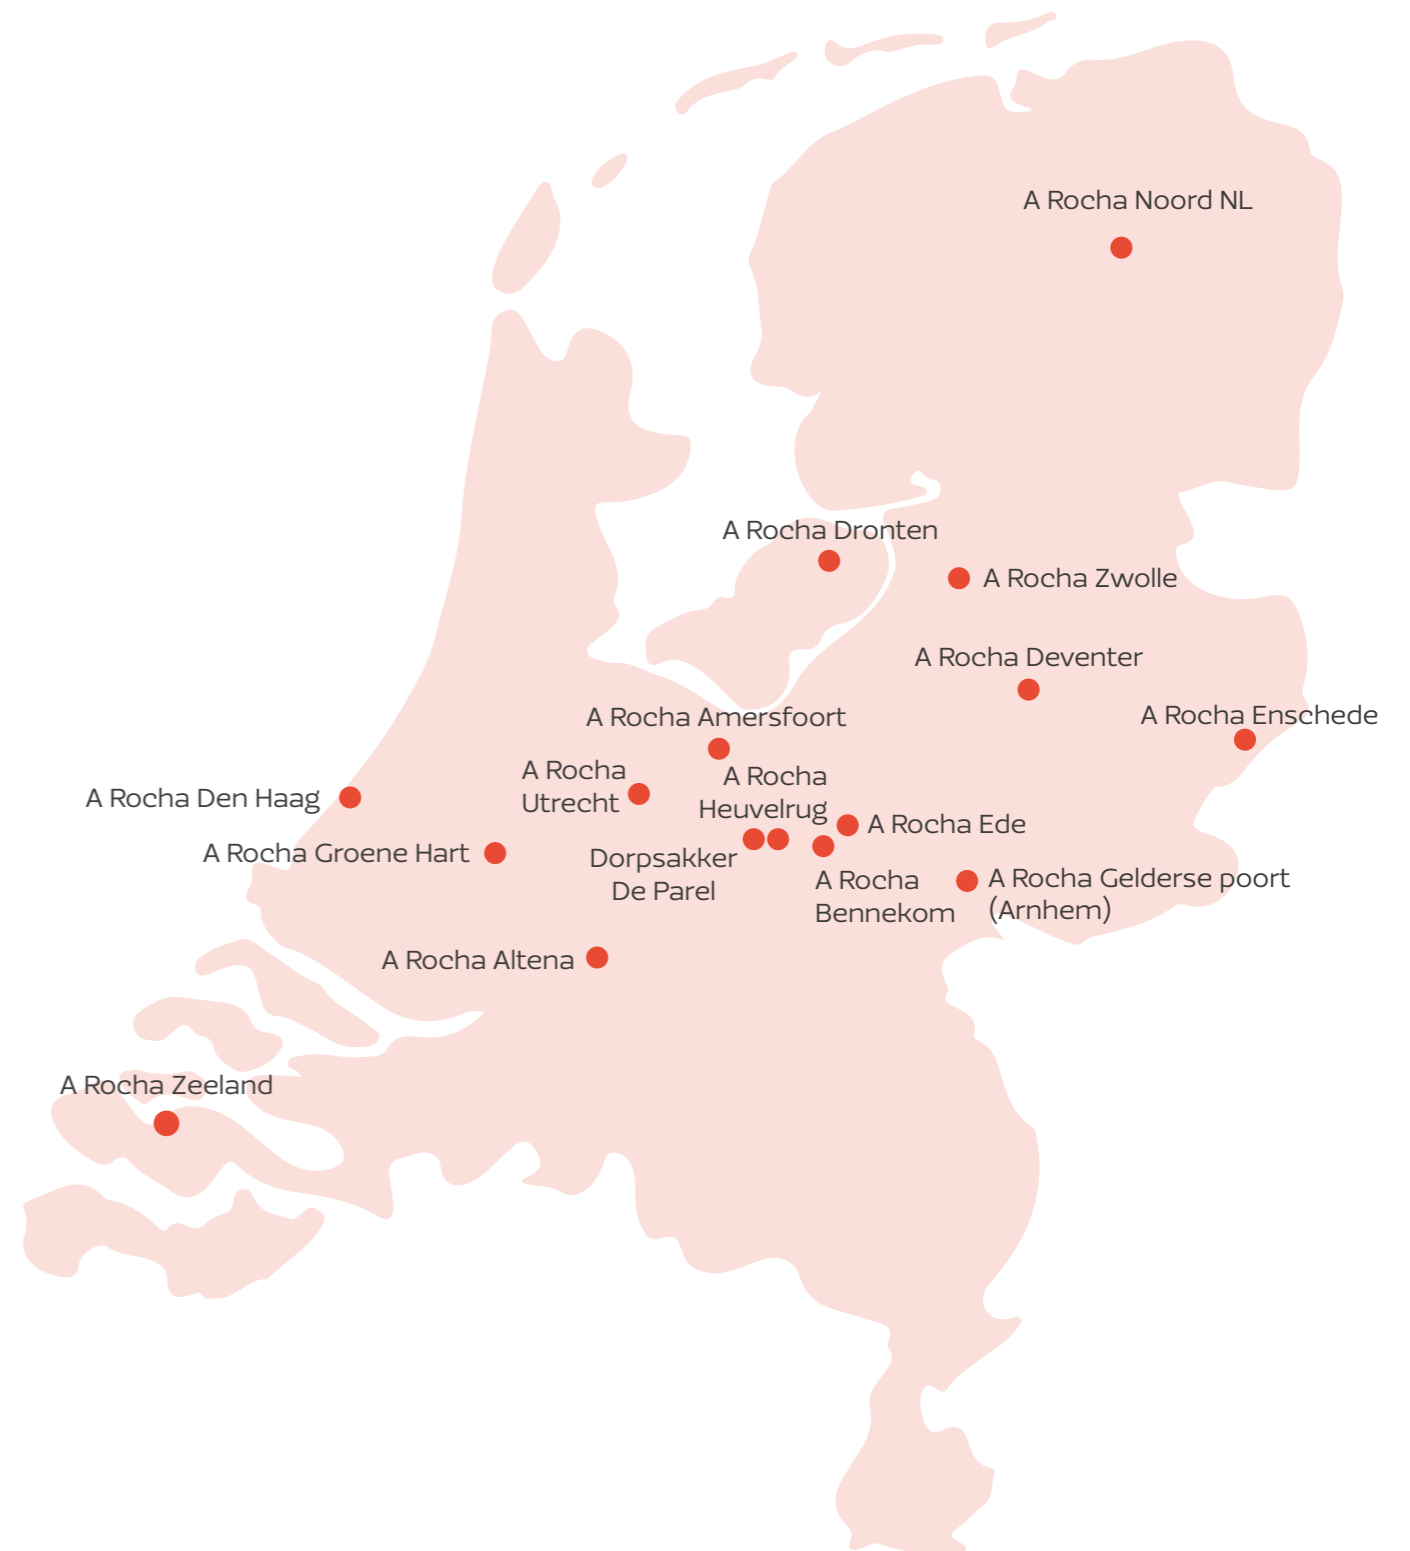 A Rocha Noord NL
A Rocha Dronten
A Rocha Zwolle
A Rocha Deventer
A Rocha Enschede
A Rocha Amersfoort
A Rocha
Utrecht
A Rocha
Heuvelrug
A Rocha Den Haag
A Rocha Ede
A Rocha Groene Hart
Dorpsakker
De Parel
A Rocha
Bennekom
A Rocha Gelderse poort
(Arnhem)
A Rocha Altena
A Rocha Zeeland